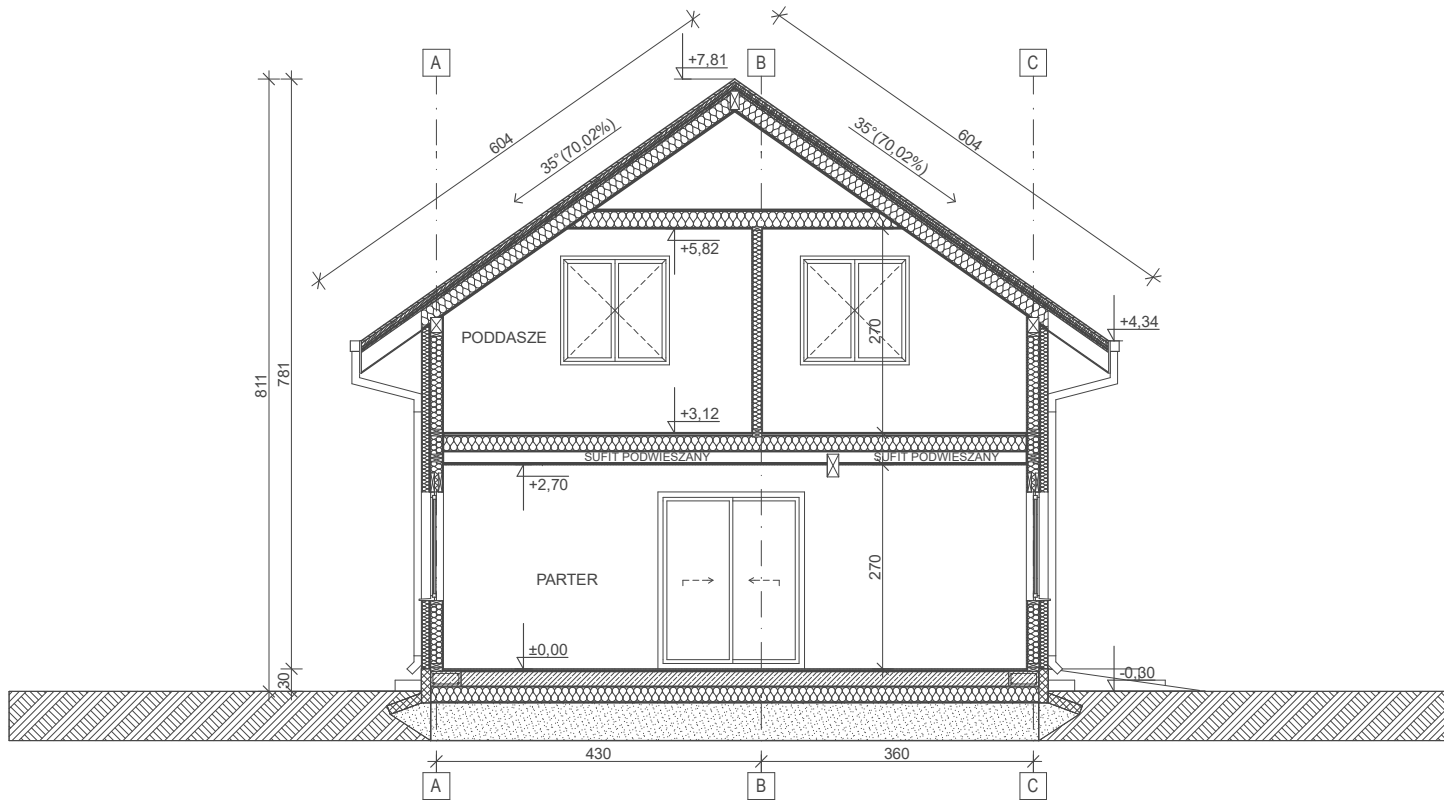 A
B
C
+7,81
604
35°(70,02%)
35°(70,02%)
604
+5,82
+4,34
PODDASZE
270
811
781
+3,12
SUFIT PODWIESZANY
SUFIT PODWIESZANY
+2,70
270
PARTER
±0,00
30
-0,30
430
360
A
B
C